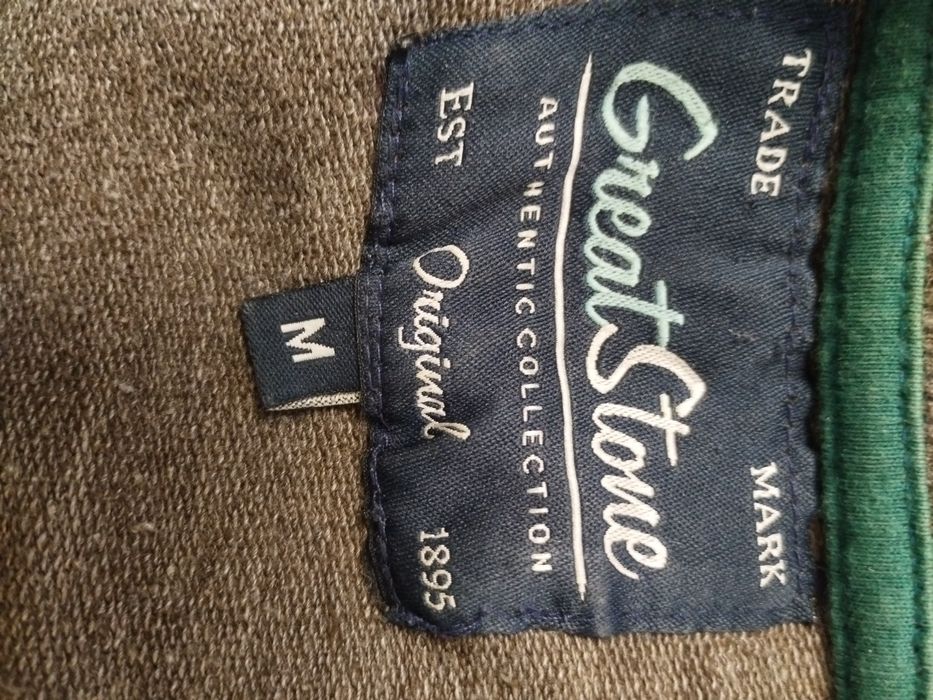 TRADE MARK
GreatStone
AUTHENTIC COLLECTION
EST Original 1895
M